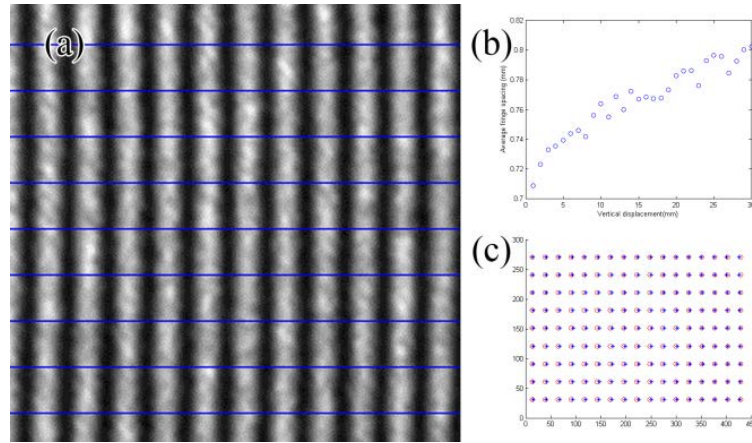 (a)
(b)
0.82
0.8
0.78
0.76
0.74
0.72
0.7
Average fringe spacing (mm)
0 5 10 15 20 25 30
Vertical displacement(mm)
(c)
300
250
200
150
100
50
0
0 50 100 150 200 250 300 350 400 450